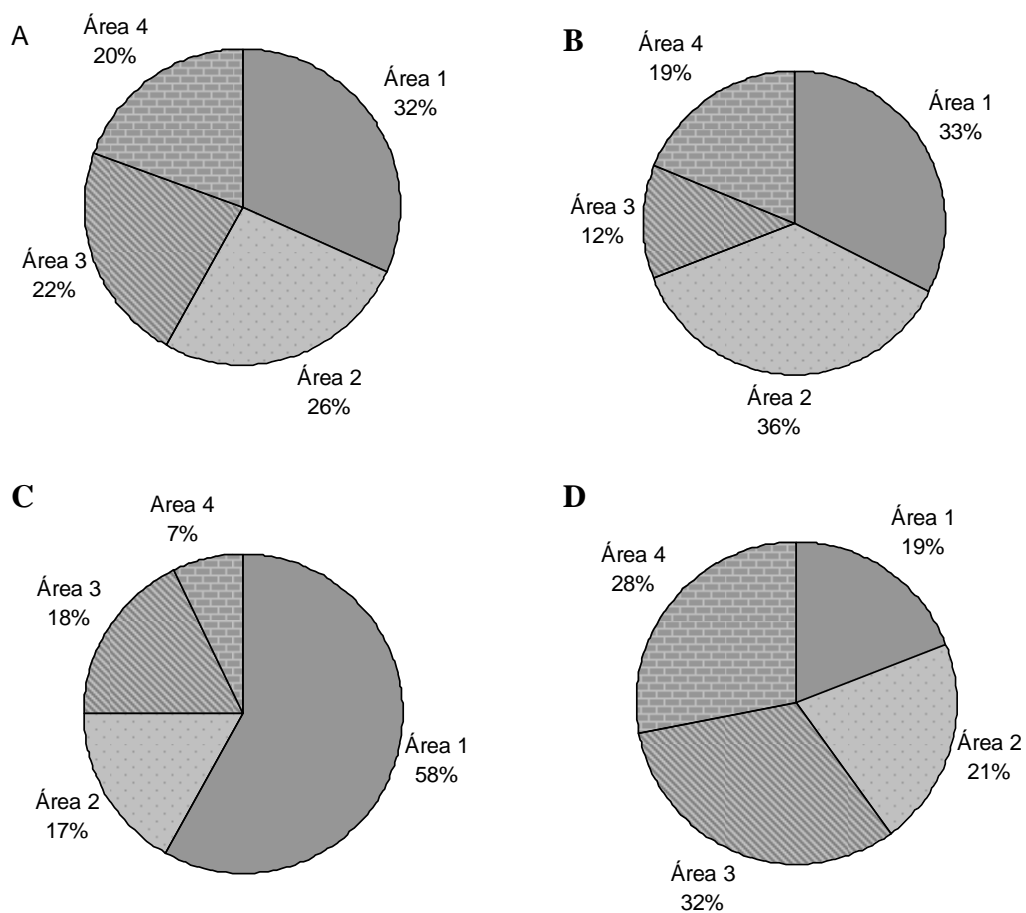 A
Área 4
20%
Área 1
32%
Área 3
22%
Área 2
26%
B
Área 4
19%
Área 1
33%
Área 3
12%
Área 2
36%
C
Area 4
7%
Área 3
18%
Área 1
58%
Área 2
17%
D
Área 1
19%
Área 4
28%
Área 2
21%
Área 3
32%